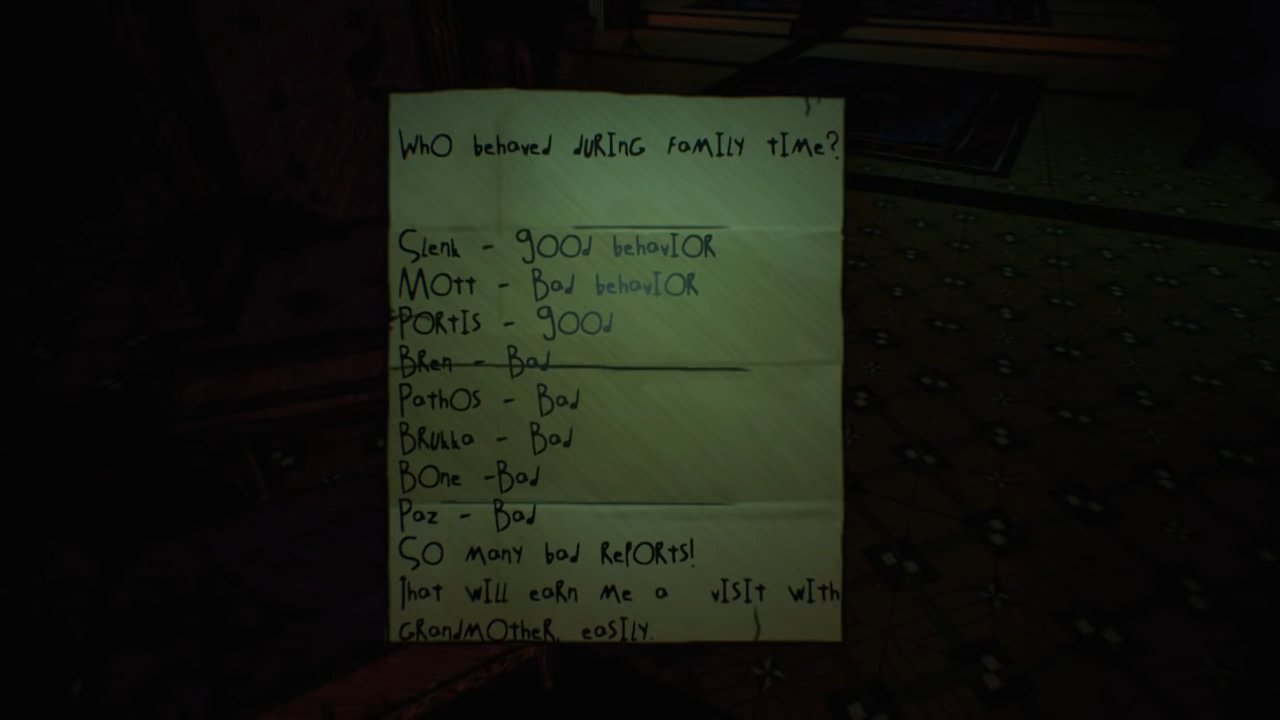 WhO behaved dURInG FaMILY tIMe?
Slenk - gOOd behavIOR
MOtt - Bad behavIOR
PORtIS - gOOd
BRen - Bad
PathOS - Bad
BRukka - Bad
BOne -Bad
Paz - Bad
SO many bad RePORts!
That wILL eaRn Me a vISIt wIth
GRandMOtheR, easILY.